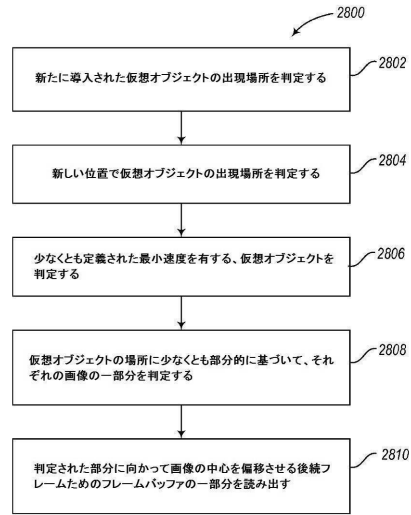 2800
新たに導入された仮想オブジェクトの出現場所を判定する
2802
新しい位置で仮想オブジェクトの出現場所を判定する
2804
少なくとも定義された最小速度を有する、仮想オブジェクトを
判定する
2806
仮想オブジェクトの場所に少なくとも部分的に基づいて、それ
ぞれの画像の一部分を判定する
2808
判定された部分に向かって画像の中心を偏移させる後続フ
レームためのフレームバッファの一部分を読み出す
2810